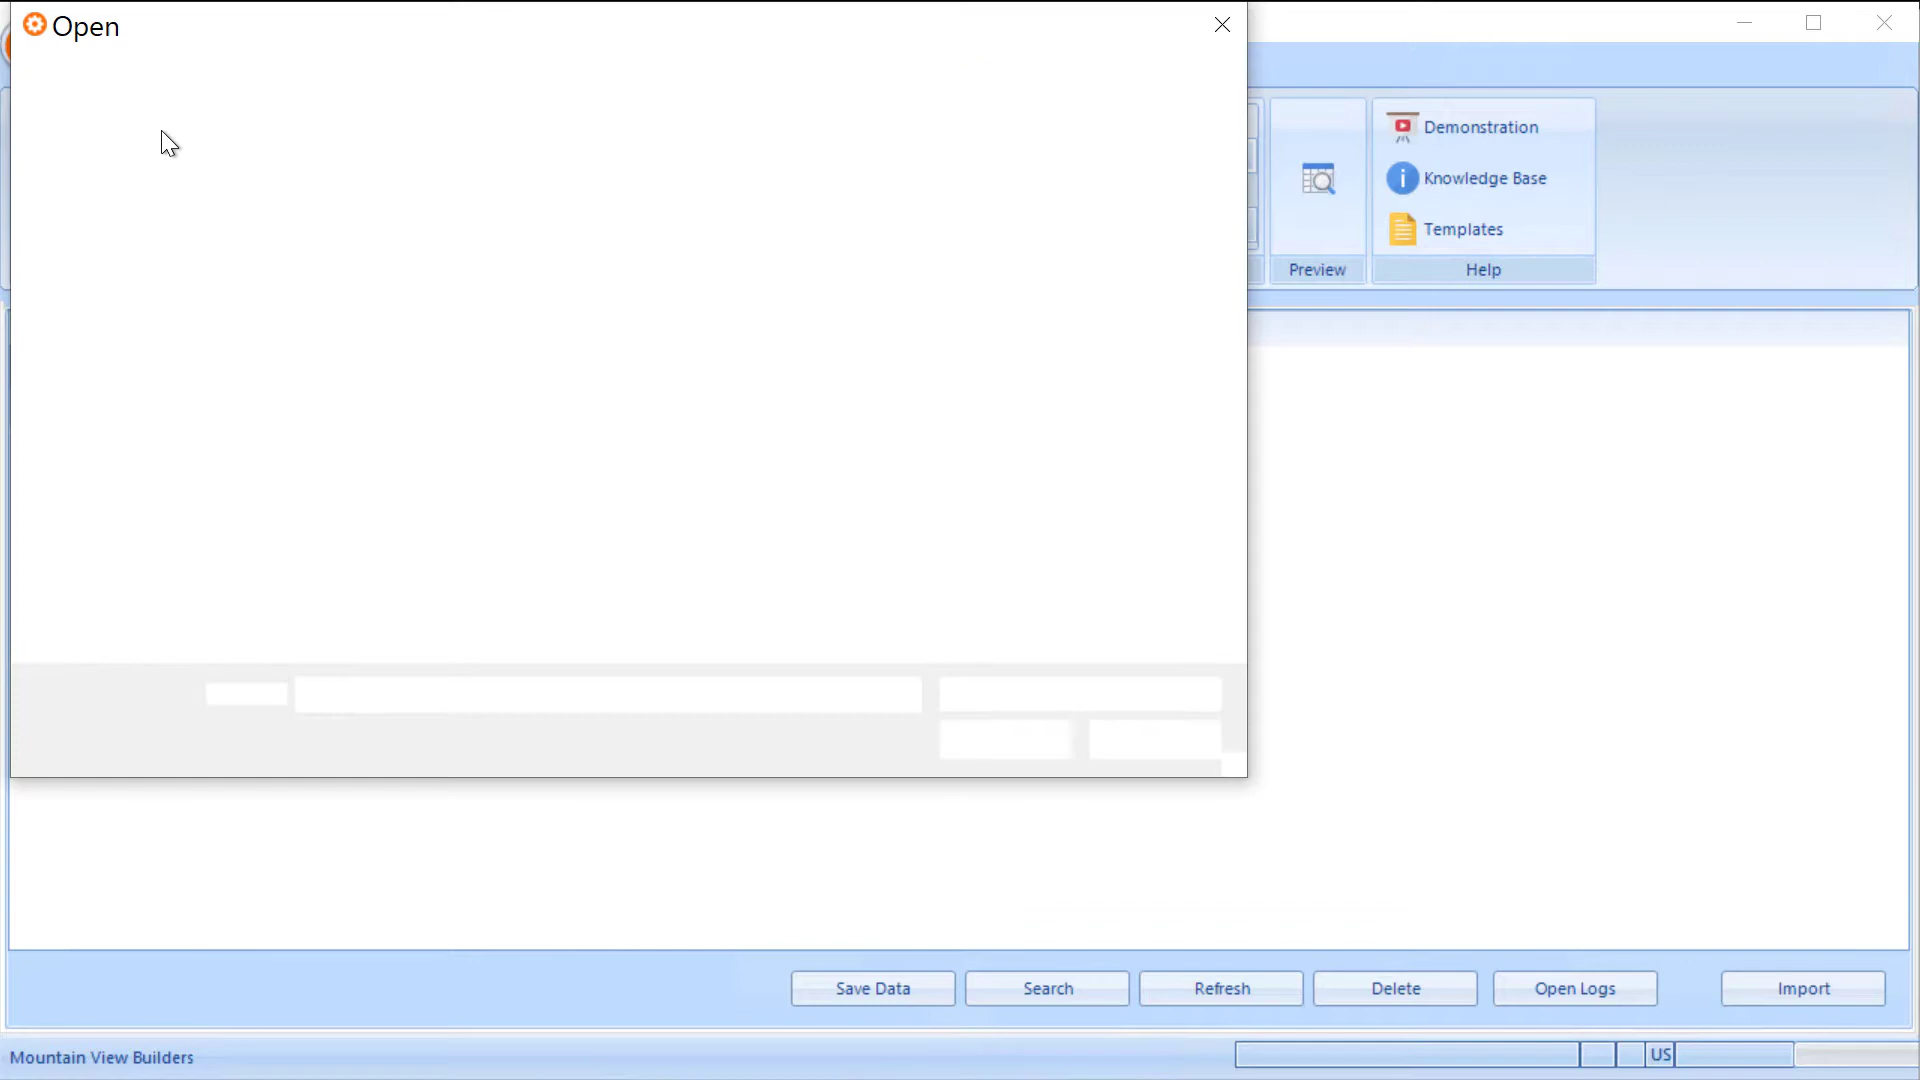 Open
Demonstration
Knowledge Base
Templates
Preview
Help
Save Data
Search
Refresh
Delete
Open Logs
Import
Mountain View Builders
US